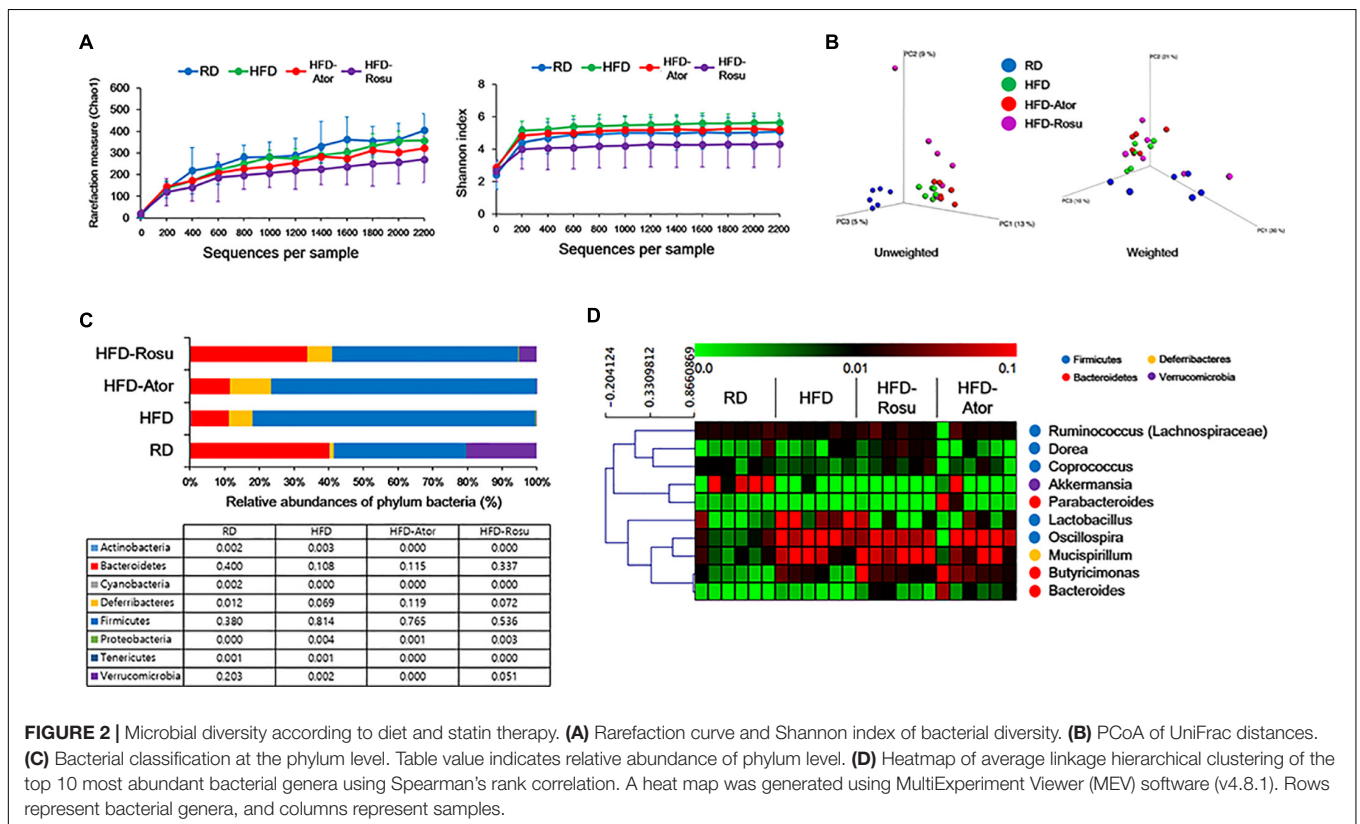 A
RD HFD HFD-Ator HFD-Rosu
Rarefaction measure (Chao1)
600
500
400
300
200
100
0
0 200 400 600 800 1000 1200 1400 1600 1800 2000 2200
Sequences per sample
RD HFD HFD-Ator HFD-Rosu
Shannon index
8
6
4
2
0
0 200 400 600 800 1000 1200 1400 1600 1800 2000 2200
Sequences per sample
B
PC2 (9 %)
PC3 (5 %)
PC1 (13 %)
Unweighted
RD
HFD
HFD-Ator
HFD-Rosu
Weighted
C
HFD-Rosu
HFD-Ator
HFD
RD
0% 10% 20% 30% 40% 50% 60% 70% 80% 90% 100%
Relative abundances of phylum bacteria (%)
RD HFD HFD-Ator HFD-Rosu
Actinobacteria 0.002 0.003 0.000 0.000
Bacteroidetes 0.400 0.108 0.115 0.337
Cyanobacteria 0.002 0.000 0.000 0.000
Deferribacteres 0.012 0.069 0.119 0.072
Firmicutes 0.380 0.814 0.765 0.536
Proteobacteria 0.000 0.004 0.001 0.003
Tenericutes 0.001 0.001 0.000 0.000
Verrucomicrobia 0.203 0.002 0.000 0.051
D
-0.204124
0.3309812
0.8660869
0.0 0.01 0.1
RD HFD HFD-Rosu HFD-Ator
Firmicutes Deferribacteres
Bacteroidetes Verrucomicrobia
Ruminococcus (Lachnospiraceae)
Dorea
Coprococcus
Akkermansia
Parabacteroides
Lactobacillus
Oscillospira
Mucispirillum
Butyricimonas
Bacteroides
FIGURE 2 | Microbial diversity according to diet and statin therapy. (A) Rarefaction curve and Shannon index of bacterial diversity. (B) PCoA of UniFrac distances.
(C) Bacterial classification at the phylum level. Table value indicates relative abundance of phylum level. (D) Heatmap of average linkage hierarchical clustering of the
top 10 most abundant bacterial genera using Spearman's rank correlation. A heat map was generated using MultiExperiment Viewer (MEV) software (v4.8.1). Rows
represent bacterial genera, and columns represent samples.